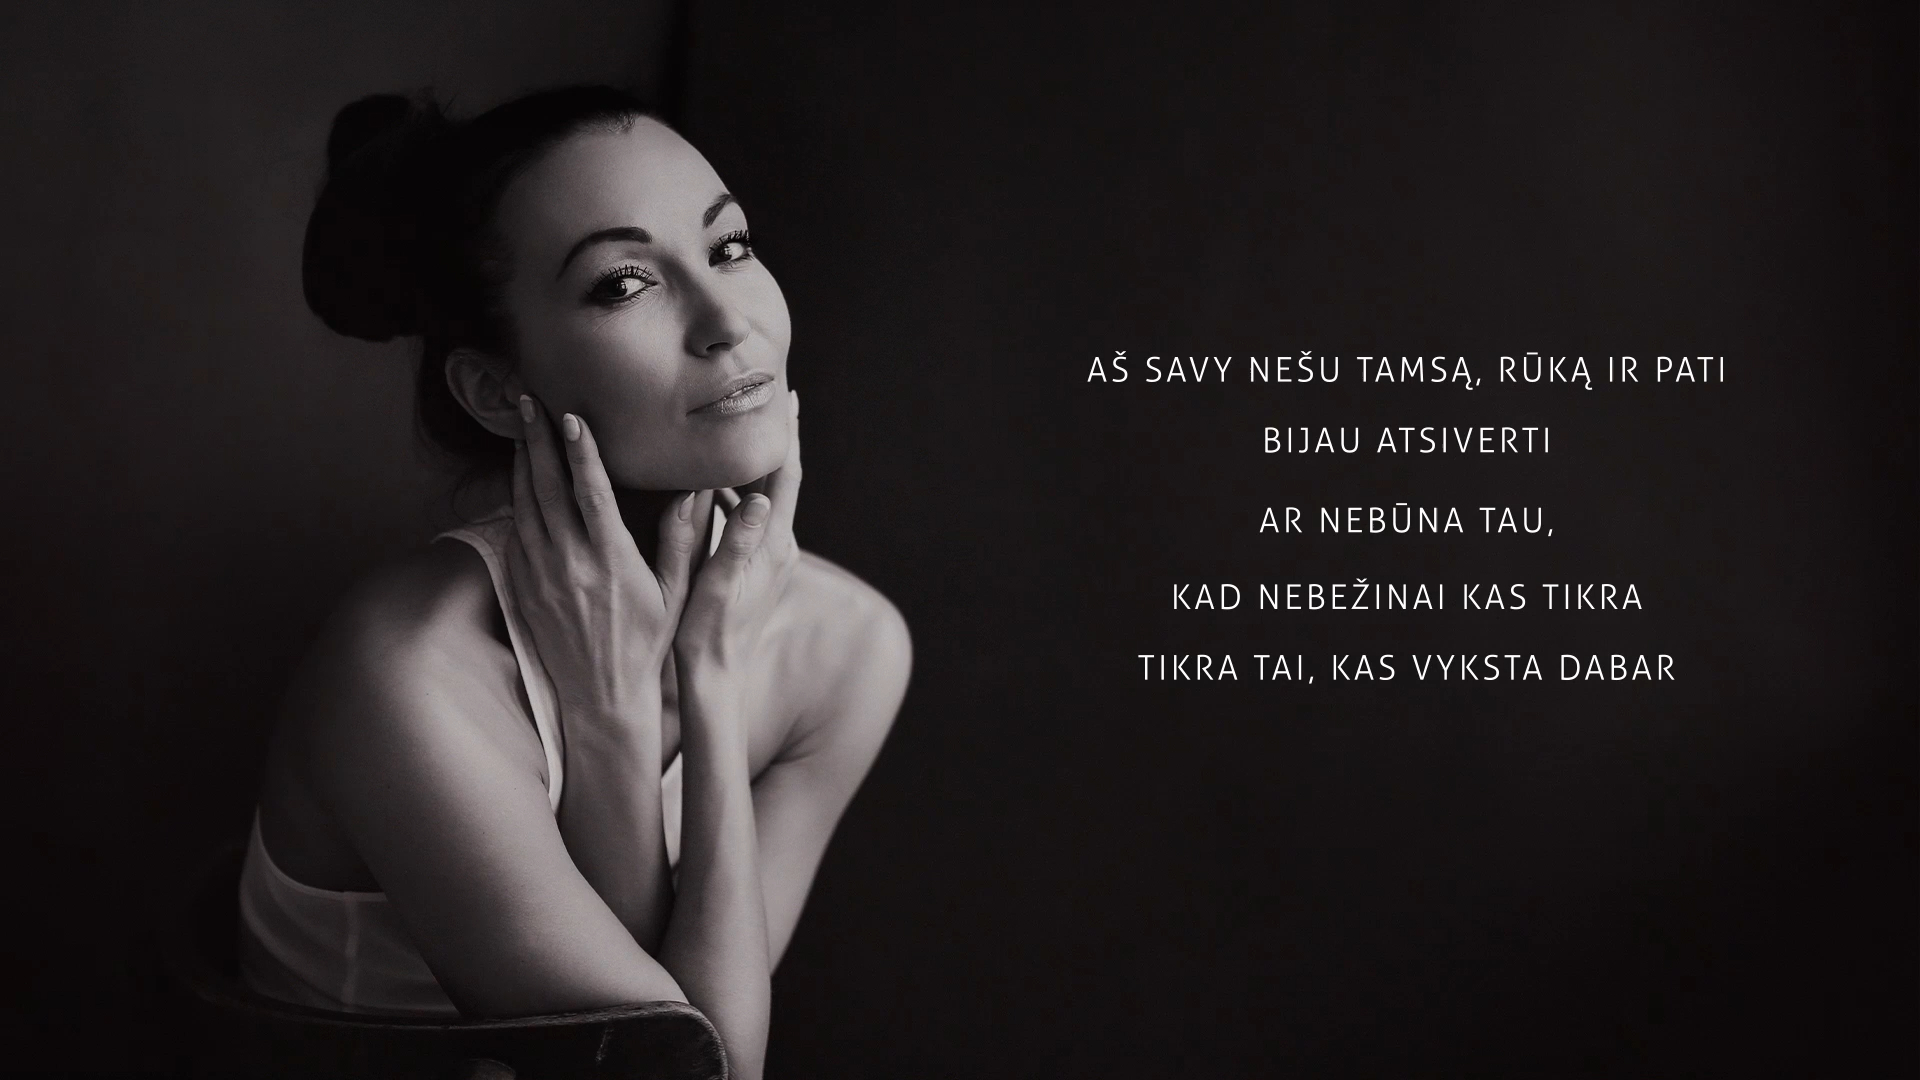 AŠ SAVY NEŠU TAMSĄ, RŪKĄ IR PATI
BIJAU ATSIVERTI
AR NEBŪNA TAU,
KAD NEBEŽINAI KAS TIKRA
TIKRA TAI, KAS VYKSTA DABAR